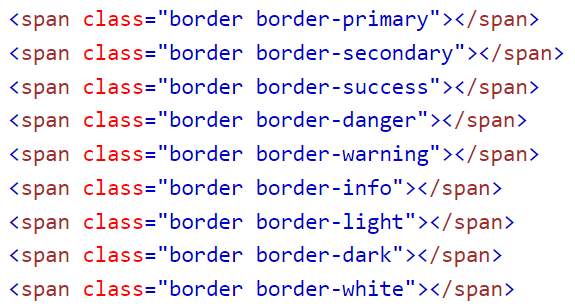 <span class="border border-primary"></span>
<span class="border border-secondary"></span>
<span class="border border-success"></span>
<span class="border border-danger"></span>
<span class="border border-warning"></span>
<span class="border border-info"></span>
<span class="border border-light"></span>
<span class="border border-dark"></span>
<span class="border border-white"></span>